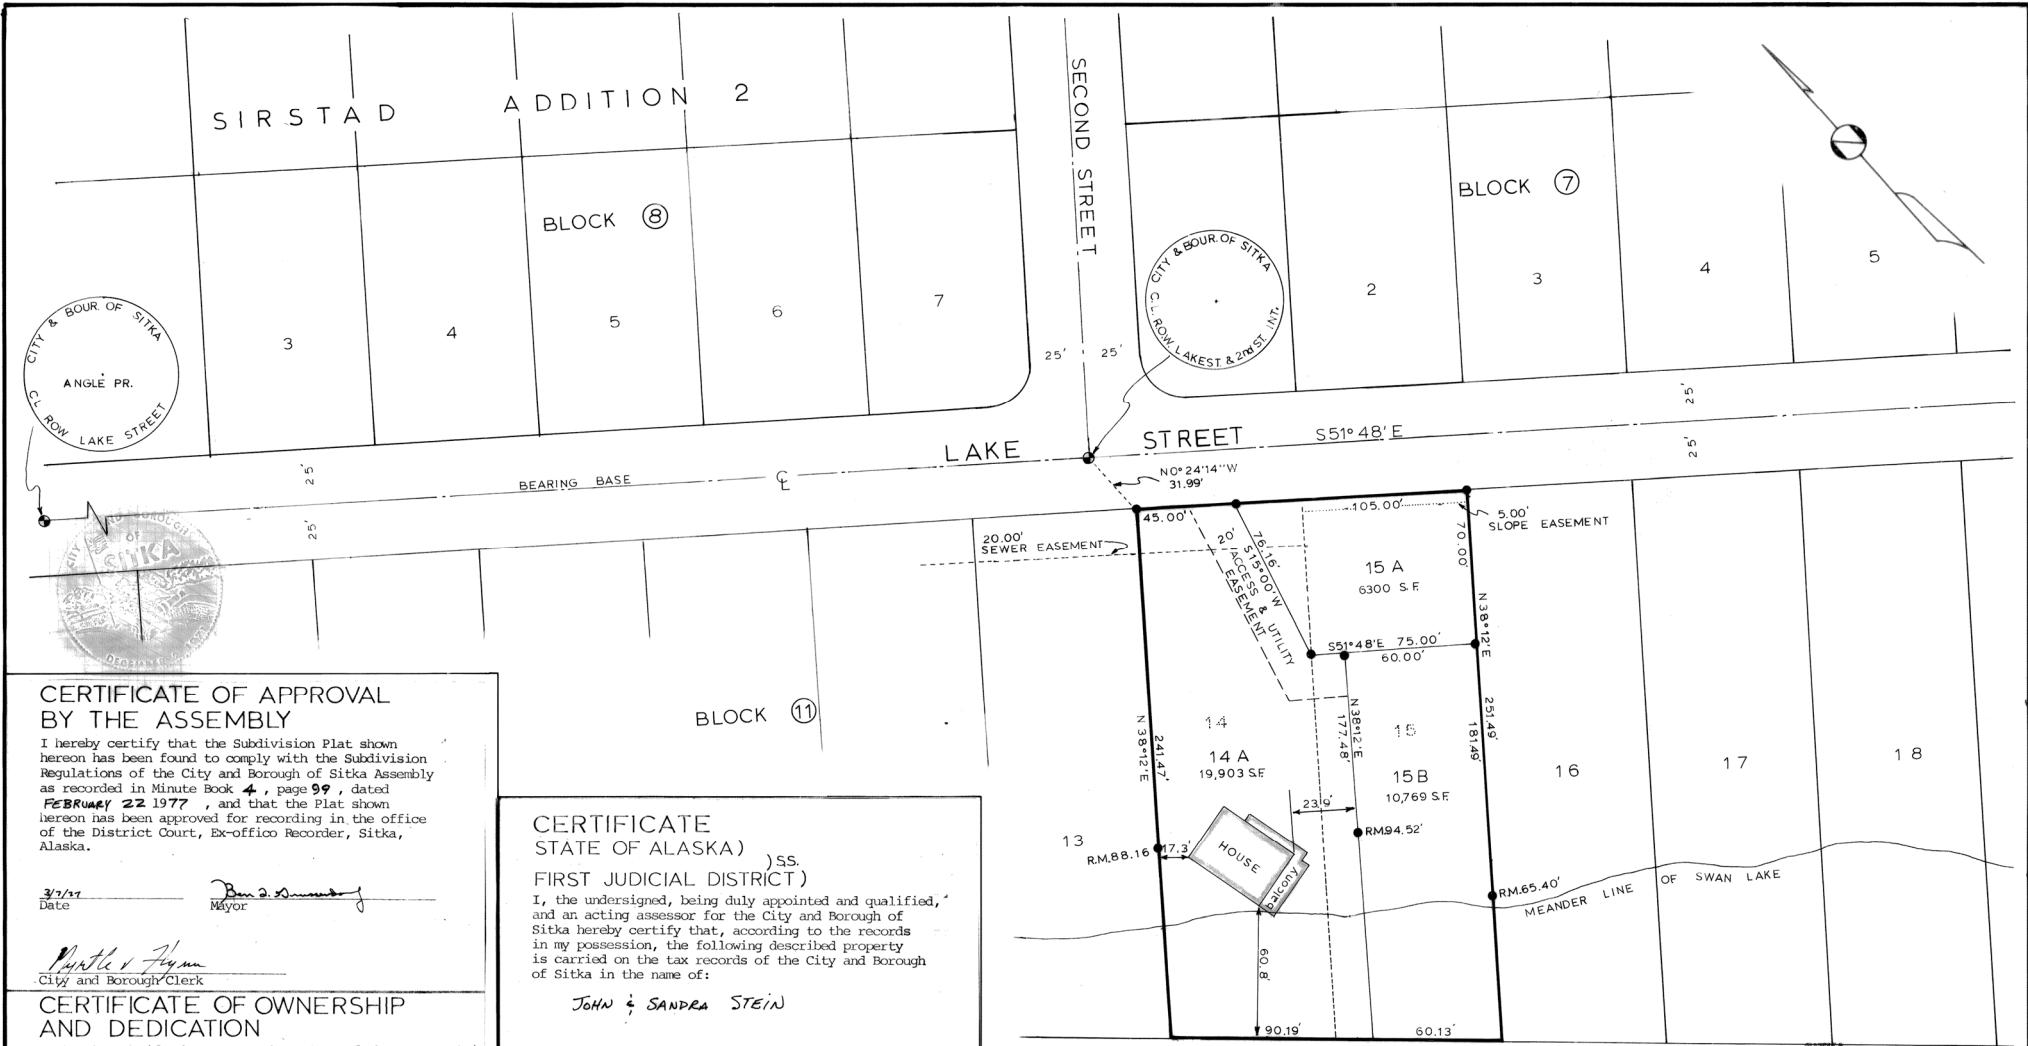 SIRSTAD ADDITION 2
SECOND STREET
BLOCK 8
BLOCK 7
3
4
5
6
7
2
3
4
5
CITY & BOUR. OF SITKA
ANGLE PR.
C.L. ROW LAKE STREET
CITY & BOUR. OF SITKA
C.L. R.O.W. LAKE ST. & 2nd ST. INT.
25'
25'
25'
25'
25'
25'
LAKE STREET
S51°48'E
BEARING BASE
CL
N0°24'14"W
31.99'
45.00'
105.00'
5.00'
SLOPE EASEMENT
20.00'
SEWER EASEMENT
20'
ACCESS & UTILITY
EASEMENT
76.16'
S15°00'W
70.00'
N38°12'E
15 A
6300 S.F.
S51°48'E 75.00'
60.00'
CITY AND BOROUGH
OF
SITKA
DECEMBER 2, 1971
BLOCK 11
N38°12'E
241.47'
14
14 A
19,903 S.F.
N38°12'E
177.48'
15
15 B
10,769 S.F.
251.49'
181.49'
13
16
17
18
23.9'
R.M. 94.52'
R.M. 88.16
17.3'
HOUSE
balcony
R.M. 65.40'
MEANDER LINE OF SWAN LAKE
60.8'
90.19'
60.13'
CERTIFICATE OF APPROVAL
BY THE ASSEMBLY
I hereby certify that the Subdivision Plat shown
hereon has been found to comply with the Subdivision
Regulations of the City and Borough of Sitka Assembly
as recorded in Minute Book 4, page 99, dated
FEBRUARY 22 1977, and that the Plat shown
hereon has been approved for recording in the office
of the District Court, Ex-offico Recorder, Sitka,
Alaska.
Date
Mayor
City and Borough Clerk
CERTIFICATE OF OWNERSHIP
AND DEDICATION
CERTIFICATE
STATE OF ALASKA)
) SS.
FIRST JUDICIAL DISTRICT)
I, the undersigned, being duly appointed and qualified,
and an acting assessor for the City and Borough of
Sitka hereby certify that, according to the records
in my possession, the following described property
is carried on the tax records of the City and Borough
of Sitka in the name of:
JOHN & SANDRA STEIN